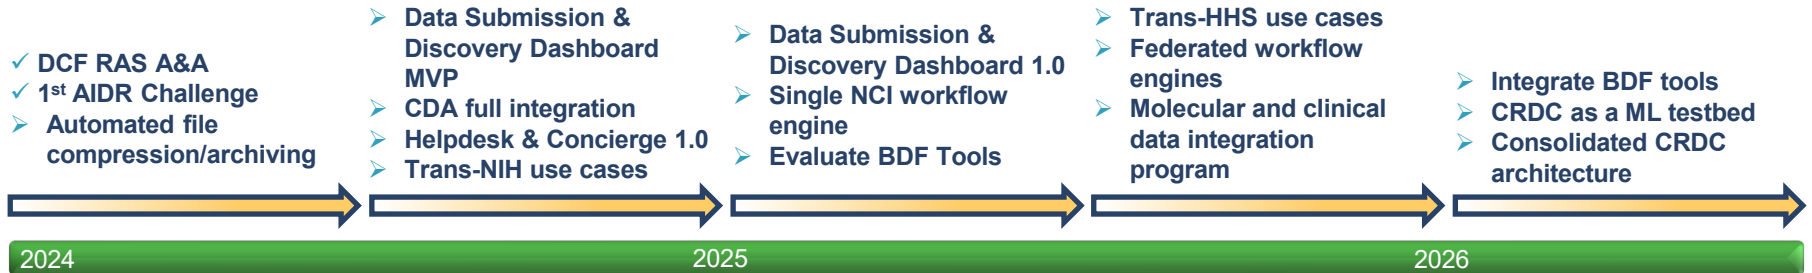 DCF RAS A&A
1st AIDR Challenge
Automated file
compression/archiving
Data Submission &
Discovery Dashboard
MVP
CDA full integration
Helpdesk & Concierge 1.0
Trans-NIH use cases
Data Submission &
Discovery Dashboard 1.0
Single NCI workflow
engine
Evaluate BDF Tools
Trans-HHS use cases
Federated workflow
engines
Molecular and clinical
data integration
program
Integrate BDF tools
CRDC as a ML testbed
Consolidated CRDC
architecture
2024
2025
2026